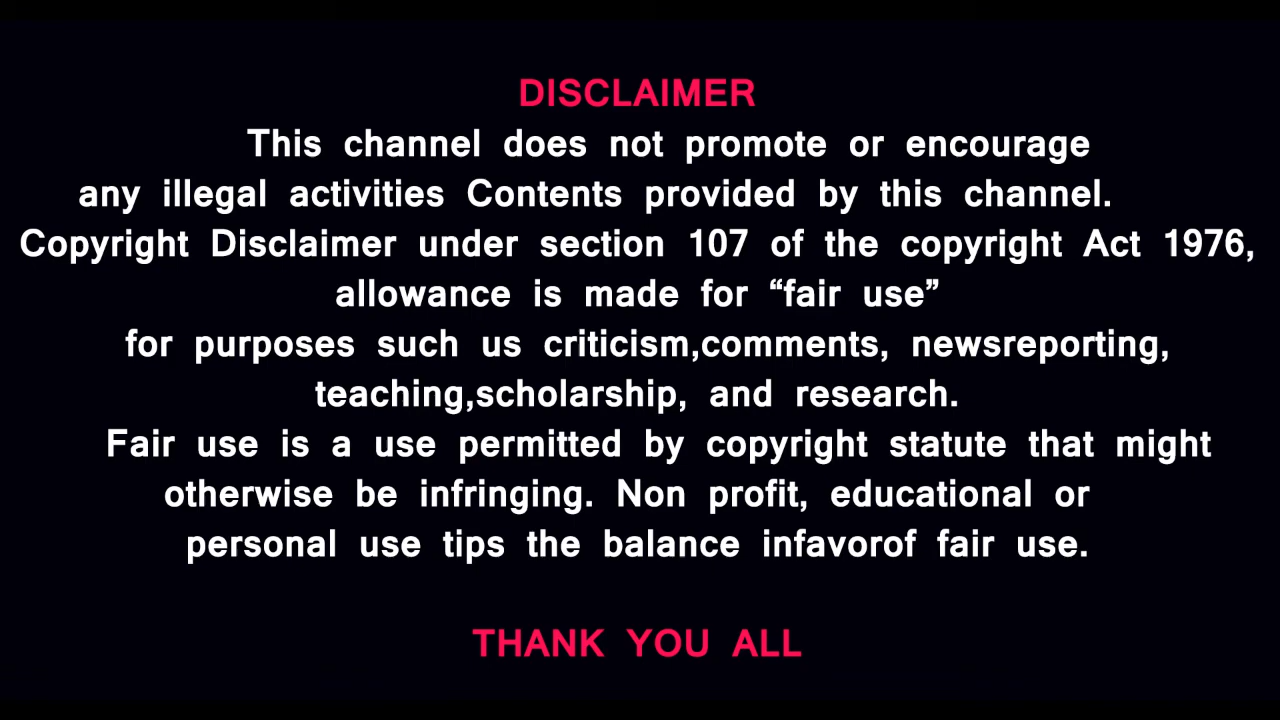 DISCLAIMER
This channel does not promote or encourage
any illegal activities Contents provided by this channel.
Copyright Disclaimer under section 107 of the copyright Act 1976,
allowance is made for “fair use”
for purposes such us criticism,comments, newsreporting,
teaching,scholarship, and research.
Fair use is a use permitted by copyright statute that might
otherwise be infringing. Non profit, educational or
personal use tips the balance infavorof fair use.
THANK YOU ALL